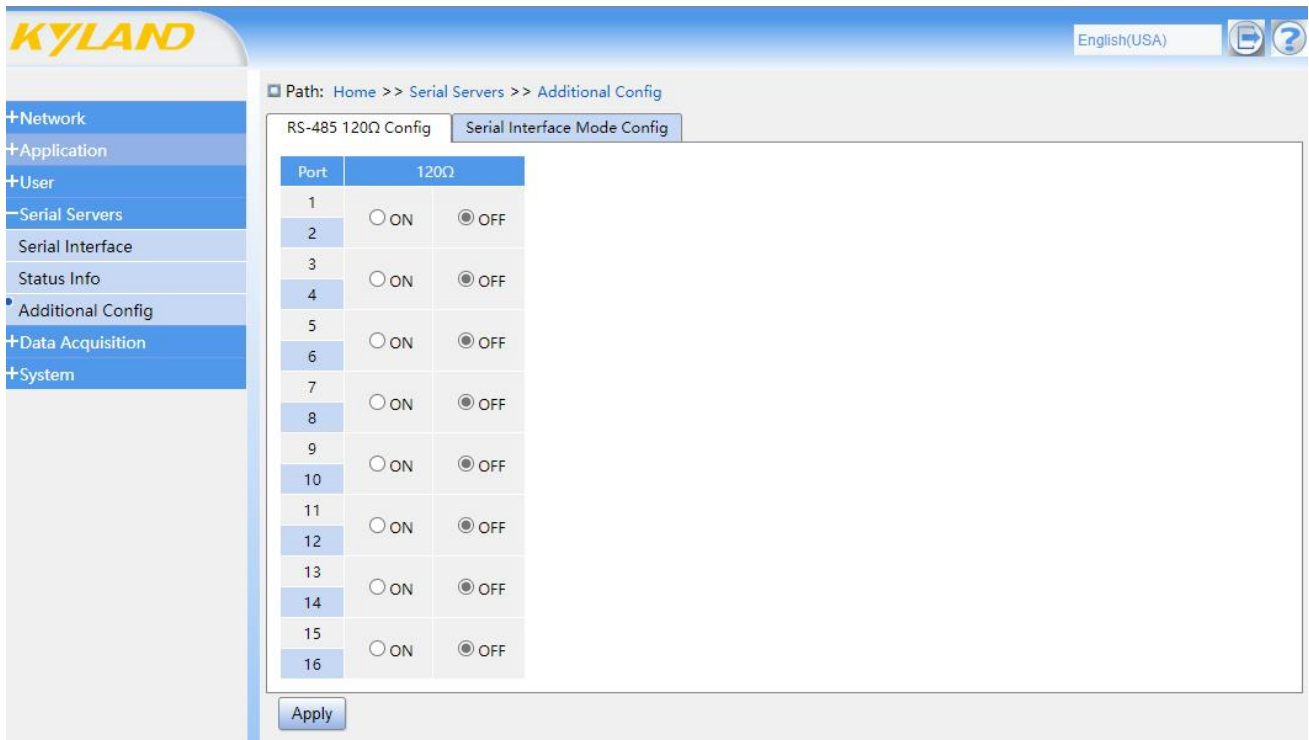 KYLAND
English(USA)
Path: Home >> Serial Servers >> Additional Config
+Network
+Application
+User
−Serial Servers
Serial Interface
Status Info
Additional Config
+Data Acquisition
+System
RS-485 120Ω Config Serial Interface Mode Config
Port 120Ω
1
2
ON OFF
3
4
ON OFF
5
6
ON OFF
7
8
ON OFF
9
10
ON OFF
11
12
ON OFF
13
14
ON OFF
15
16
ON OFF
Apply